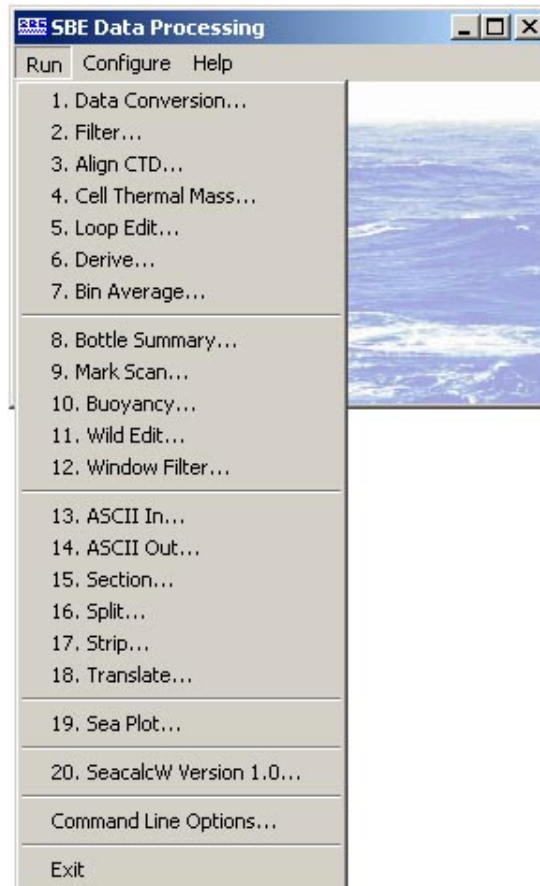 SBE SBE Data Processing
Run Configure Help
1. Data Conversion...
2. Filter...
3. Align CTD...
4. Cell Thermal Mass...
5. Loop Edit...
6. Derive...
7. Bin Average...
8. Bottle Summary...
9. Mark Scan...
10. Buoyancy...
11. Wild Edit...
12. Window Filter...
13. ASCII In...
14. ASCII Out...
15. Section...
16. Split...
17. Strip...
18. Translate...
19. Sea Plot...
20. SeacalcW Version 1.0...
Command Line Options...
Exit